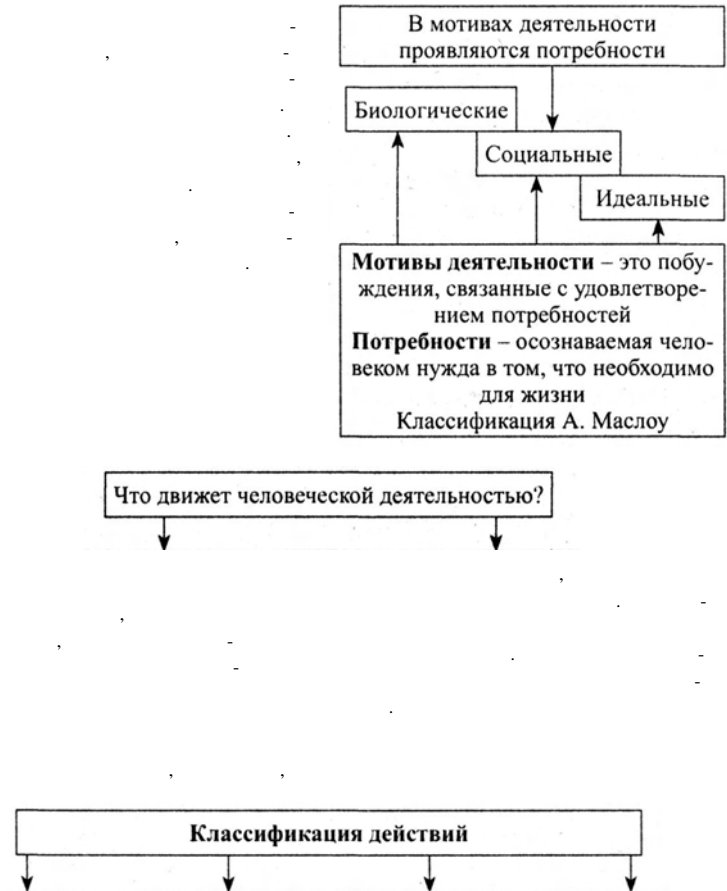 В мотивах деятельности
проявляются потребности
Биологические
Социальные
Идеальные
Мотивы деятельности – это побу-
ждения, связанные с удовлетворе-
нием потребностей
Потребности – осознаваемая чело-
веком нужда в том, что необходимо
для жизни
Классификация А. Маслоу
Что движет человеческой деятельностью?
Классификация действий